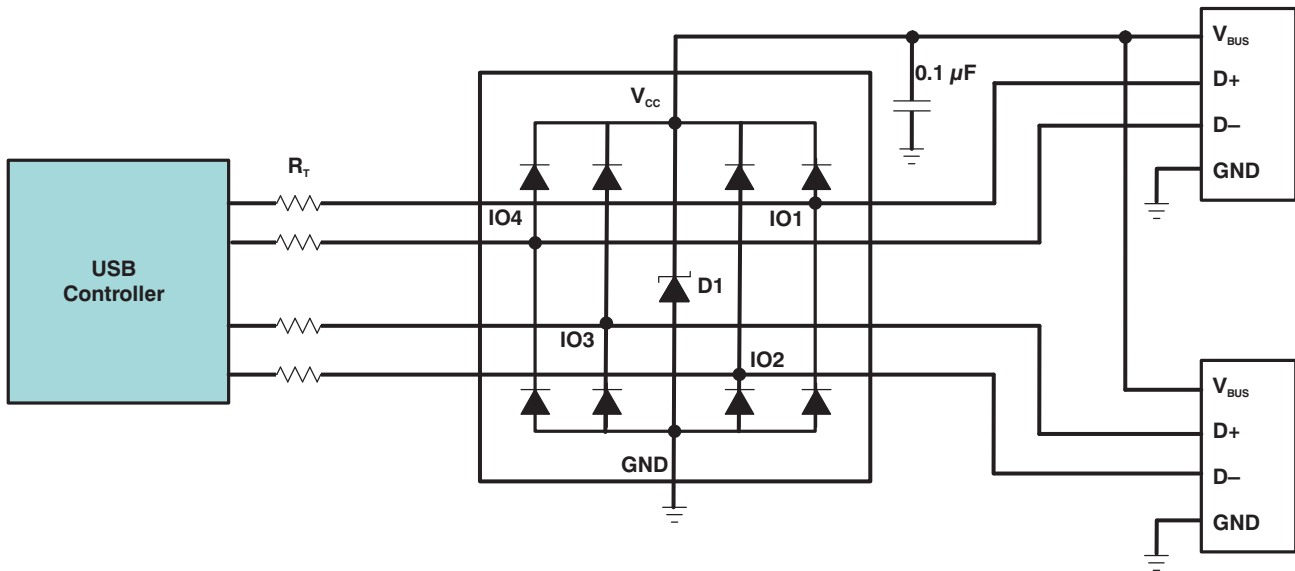 V_BUS
0.1 µF
D+
V_CC
D–
R_T
GND
IO4
IO1
USB
Controller
D1
IO3
IO2
V_BUS
D+
GND
D–
GND